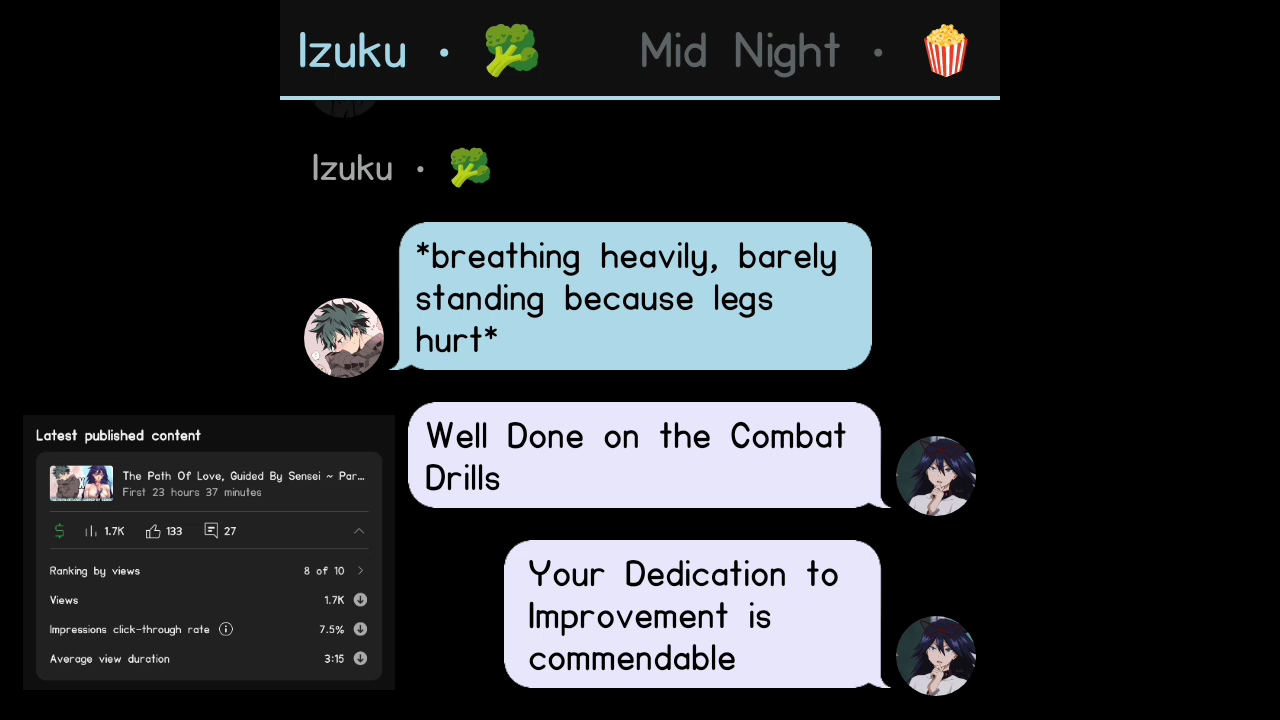 Izuku · 🥦
Mid Night · 🍿
Izuku · 🥦
*breathing heavily, barely
standing because legs
hurt*
Well Done on the Combat
Drills
Your Dedication to
Improvement is
commendable
Latest published content
The Path Of Love, Guided By Sensei ~ Par...
First 23 hours 37 minutes
$ 1.7K 133 27
Ranking by views 8 of 10
Views 1.7K
Impressions click-through rate 7.5%
Average view duration 3:15